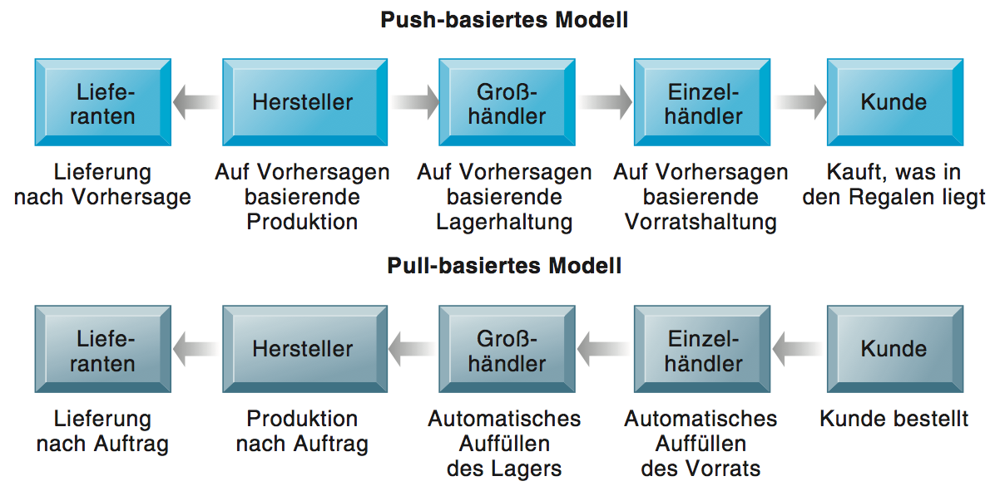 Push-basiertes Modell
Liefe-
ranten
Hersteller
Groß-
händler
Einzel-
händler
Kunde
Lieferung
nach Vorhersage
Auf Vorhersagen
basierende
Produktion
Auf Vorhersagen
basierende
Lagerhaltung
Auf Vorhersagen
basierende
Vorratshaltung
Kauft, was in
den Regalen liegt
Pull-basiertes Modell
Liefe-
ranten
Hersteller
Groß-
händler
Einzel-
händler
Kunde
Lieferung
nach Auftrag
Produktion
nach Auftrag
Automatisches
Auffüllen
des Lagers
Automatisches
Auffüllen
des Vorrats
Kunde bestellt